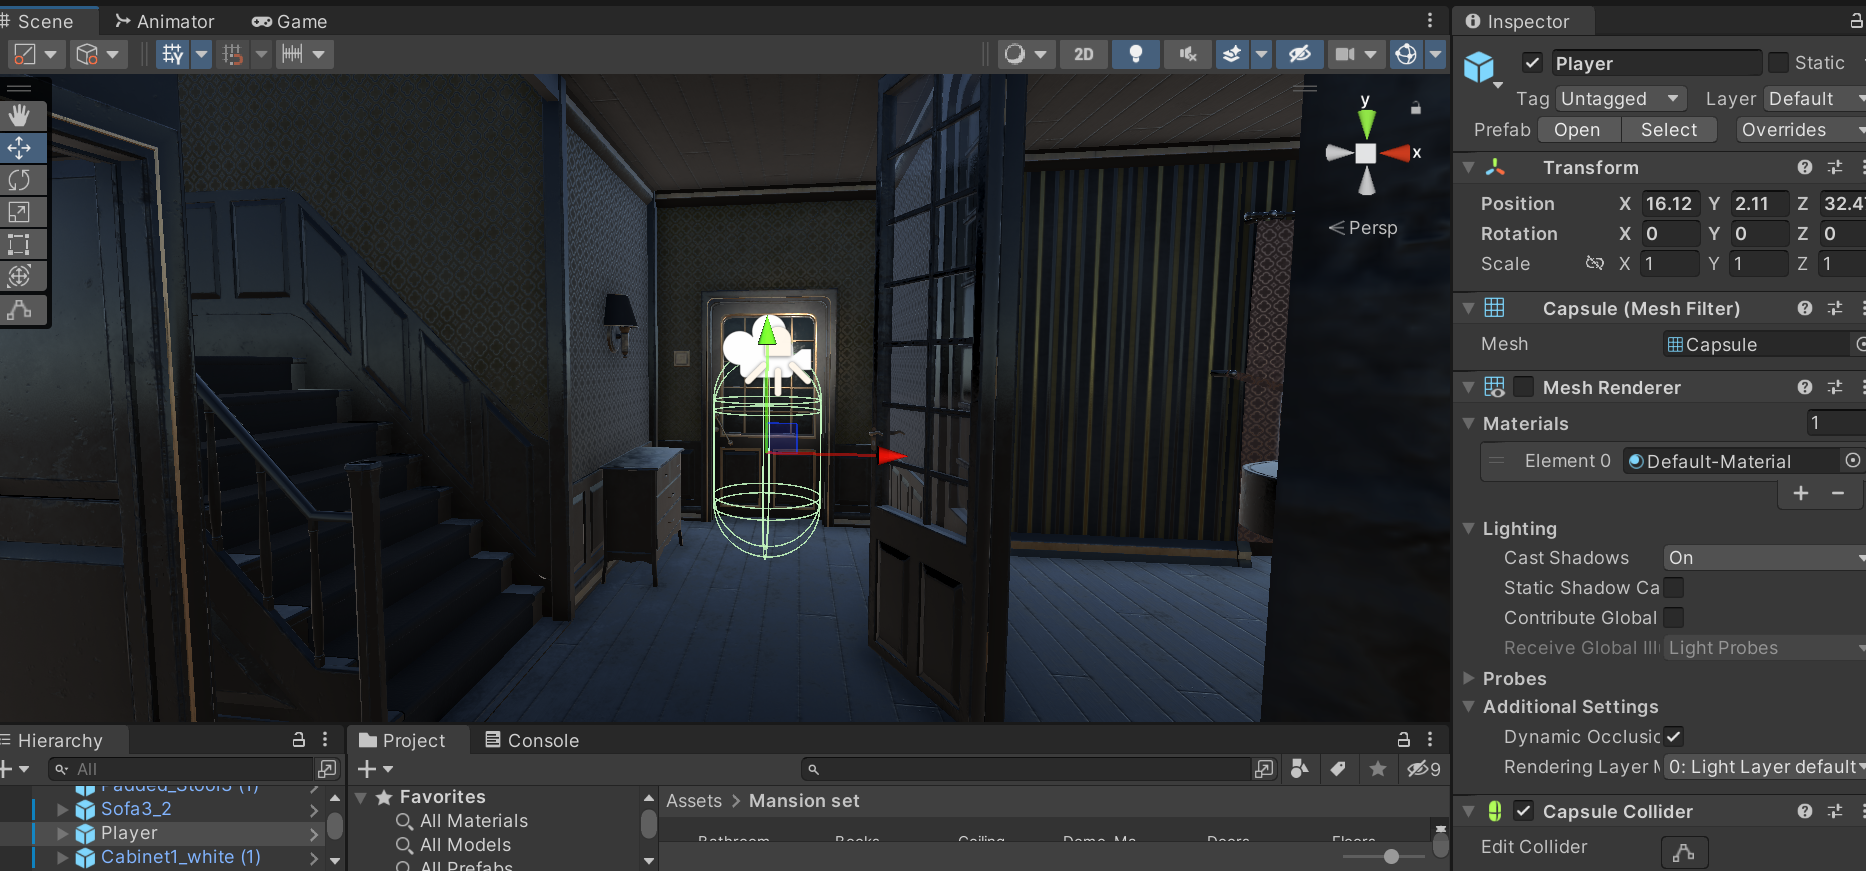 Scene
Animator
Game
2D
y
x
Persp
Inspector
Player
Static
Tag Untagged Layer Default
Prefab Open Select Overrides
Transform
Position X 16.12 Y 2.11 Z 32.4
Rotation X 0 Y 0 Z 0
Scale X 1 Y 1 Z 1
Capsule (Mesh Filter)
Mesh Capsule
Mesh Renderer
Materials 1
Element 0 Default-Material
Lighting
Cast Shadows On
Static Shadow Ca
Contribute Global
Receive Global Ill Light Probes
Probes
Additional Settings
Dynamic Occlusic
Rendering Layer M 0: Light Layer default
Capsule Collider
Edit Collider
Hierarchy
All
Padded_Stool3 (1)
Sofa3_2
Player
Cabinet1_white (1)
Project
Console
9
Favorites
All Materials
All Models
All Prefabs
Assets > Mansion set
Bathroom Books Ceiling Demo_Ma Doors Floors